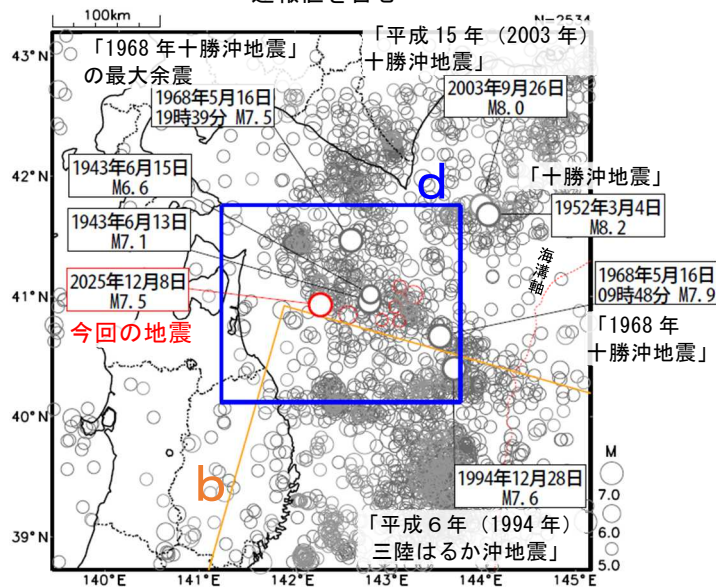 100km
N=2534
「平成 15 年（2003 年）
十勝沖地震」
「1968 年十勝沖地震」
の最大余震
1968年5月16日
19時39分 M7.5
2003年9月26日
M8.0
1943年6月15日
M6.6
「十勝沖地震」
1952年3月4日
M8.2
1943年6月13日
M7.1
d
海溝軸
2025年12月8日
M7.5
今回の地震
1968年5月16日
09時48分 M7.9
「1968 年
十勝沖地震」
b
1994年12月28日
M7.6
「平成６年（1994 年）
三陸はるか沖地震」
M
7.0
6.0
5.0
43°N
42°N
41°N
40°N
39°N
140°E
141°E
142°E
143°E
144°E
145°E